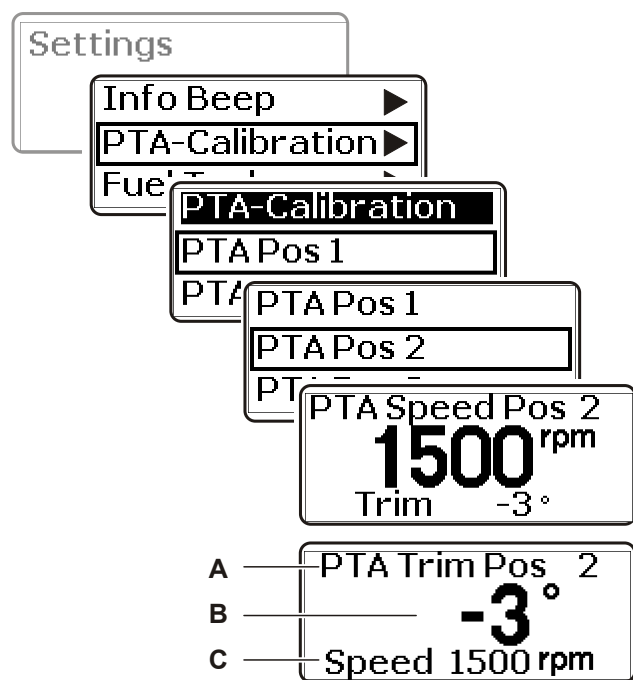 Settings
Info Beep ▶
PTA-Calibration ▶
PTA-Calibration
PTA Pos 1
PTA Pos 1
PTA Pos 2
PTA Speed Pos 2
1500 rpm
Trim -3°
A PTA Trim Pos 2
B -3°
C Speed 1500 rpm